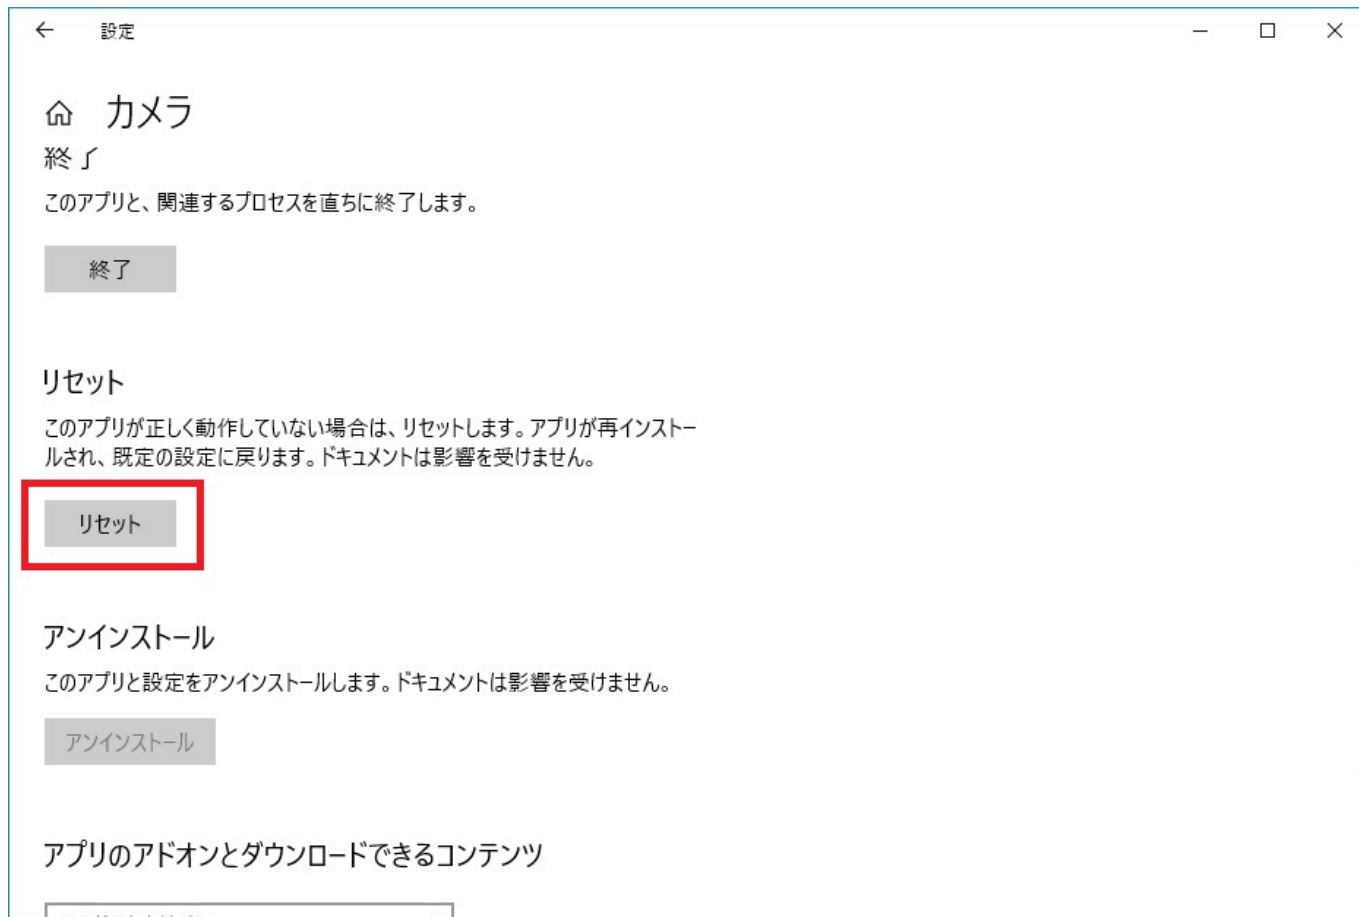 設定
カメラ
終了
このアプリと、関連するプロセスを直ちに終了します。
終了
リセット
このアプリが正しく動作していない場合は、リセットします。アプリが再インストー
ルされ、既定の設定に戻ります。ドキュメントは影響を受けません。
リセット
アンインストール
このアプリと設定をアンインストールします。ドキュメントは影響を受けません。
アンインストール
アプリのアドオンとダウンロードできるコンテンツ